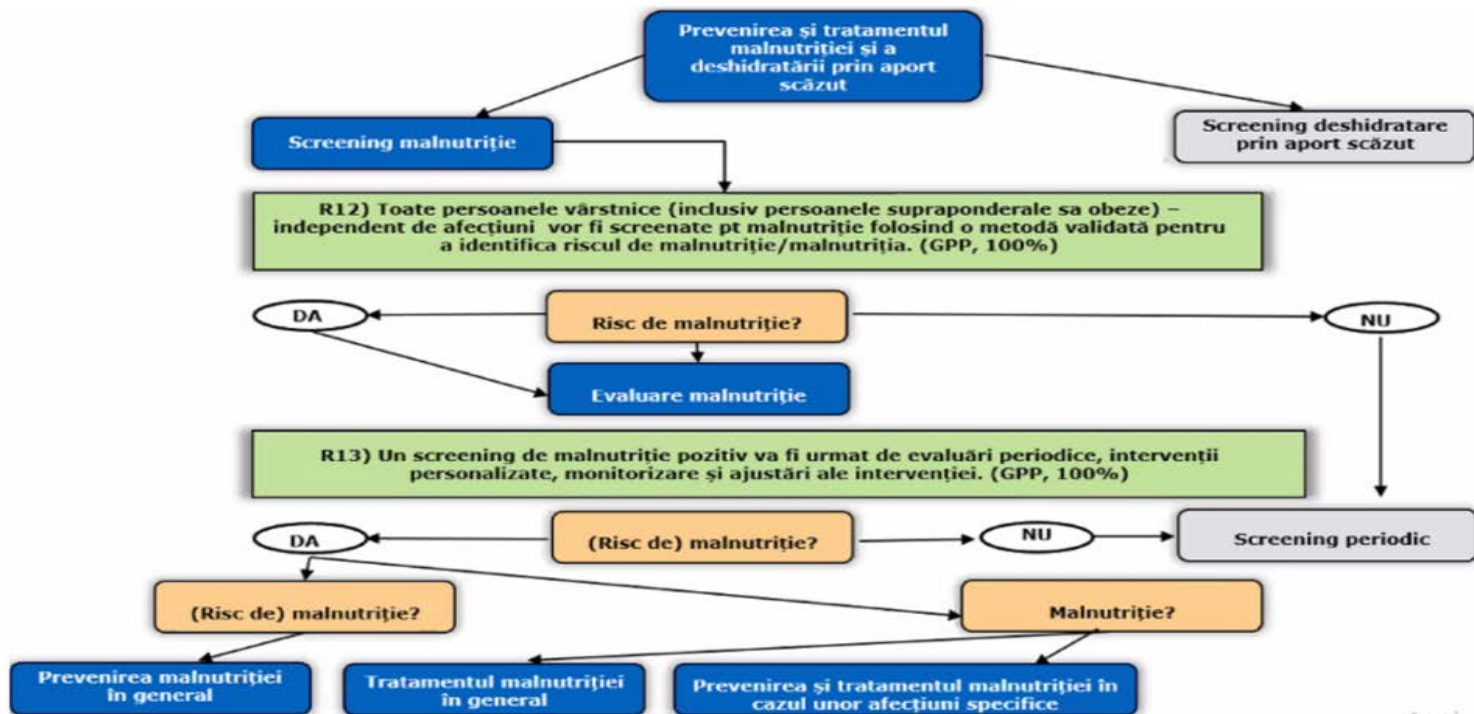 Prevenirea și tratamentul
malnutriției și a
deshidratării prin aport
scăzut
Screening malnutriție
Screening deshidratare
prin aport scăzut
R12) Toate persoanele vârstnice (inclusiv persoanele supraponderale sa obeze) –
independent de afecțiuni vor fi screenate pt malnutriție folosind o metodă validată pentru
a identifica riscul de malnutriție/malnutriția. (GPP, 100%)
DA
Risc de malnutriție?
NU
Evaluare malnutriție
R13) Un screening de malnutriție pozitiv va fi urmat de evaluări periodice, intervenții
personalizate, monitorizare și ajustări ale intervenției. (GPP, 100%)
DA
(Risc de) malnutriție?
NU
Screening periodic
(Risc de) malnutriție?
Malnutriție?
Prevenirea malnutriției
în general
Tratamentul malnutriției
în general
Prevenirea și tratamentul malnutriției în
cazul unor afecțiuni specifice